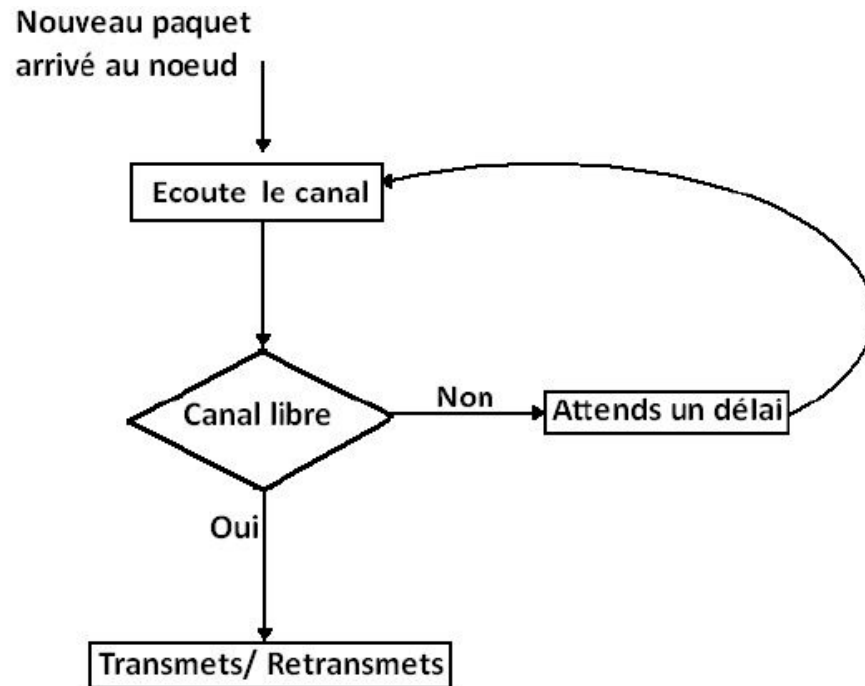 Nouveau paquet
arrivé au noeud
Ecoute le canal
Canal libre
Non
Attends un délai
Oui
Transmets/ Retransmets